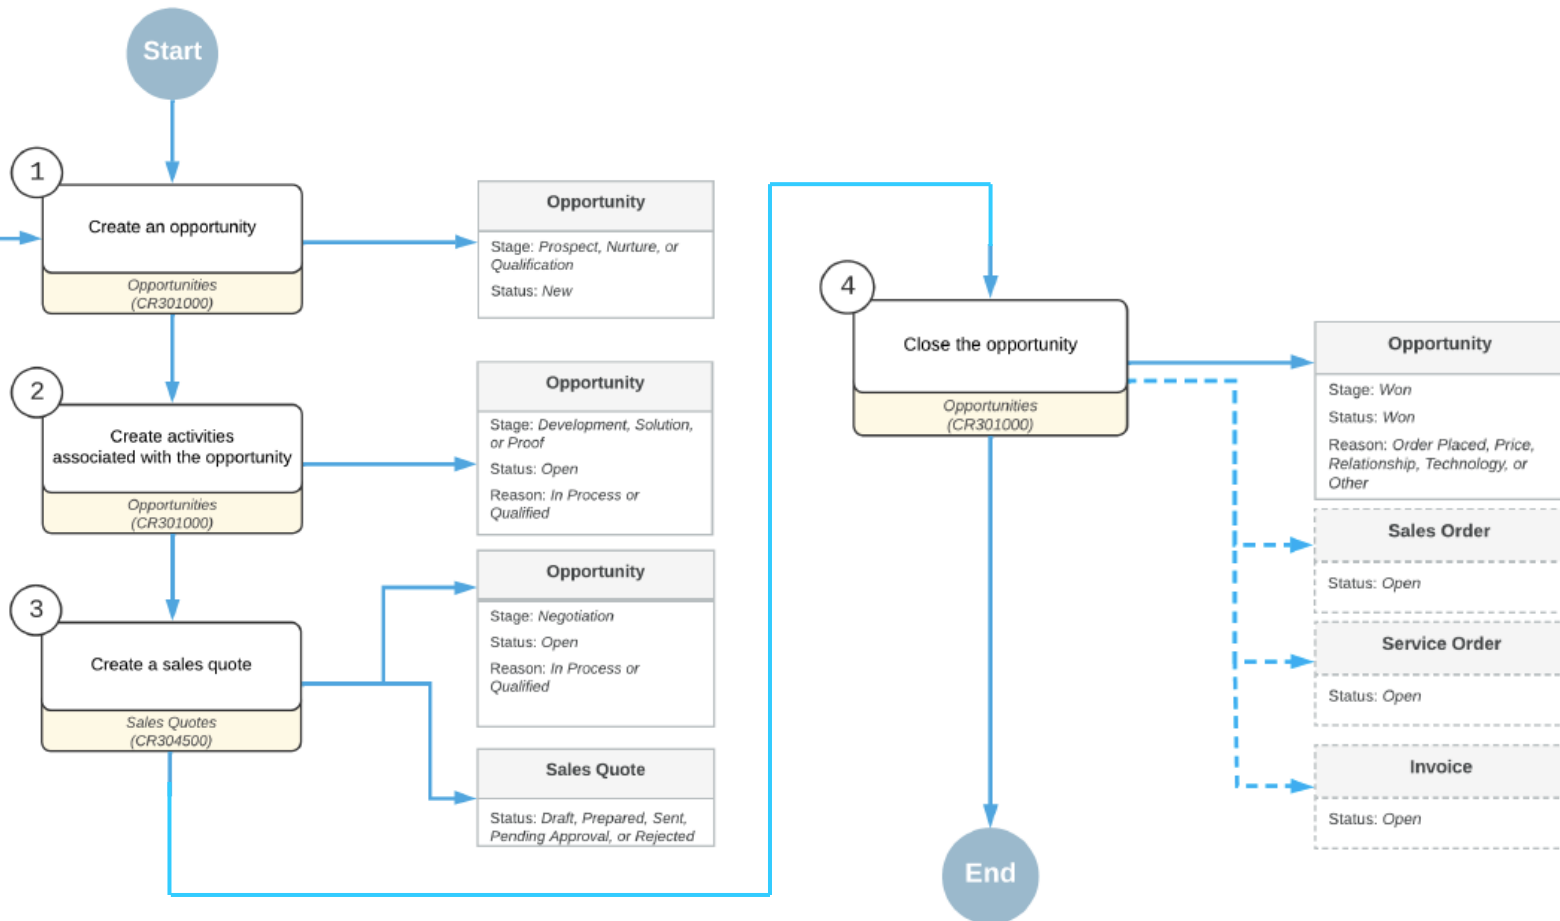 Start
1
Create an opportunity
Opportunities
(CR301000)
Opportunity
Stage: Prospect, Nurture, or
Qualification
Status: New
2
Create activities
associated with the opportunity
Opportunities
(CR301000)
Opportunity
Stage: Development, Solution,
or Proof
Status: Open
Reason: In Process or
Qualified
3
Create a sales quote
Sales Quotes
(CR304500)
Opportunity
Stage: Negotiation
Status: Open
Reason: In Process or
Qualified
Sales Quote
Status: Draft, Prepared, Sent,
Pending Approval, or Rejected
4
Close the opportunity
Opportunities
(CR301000)
Opportunity
Stage: Won
Status: Won
Reason: Order Placed, Price,
Relationship, Technology, or
Other
Sales Order
Status: Open
Service Order
Status: Open
Invoice
Status: Open
End